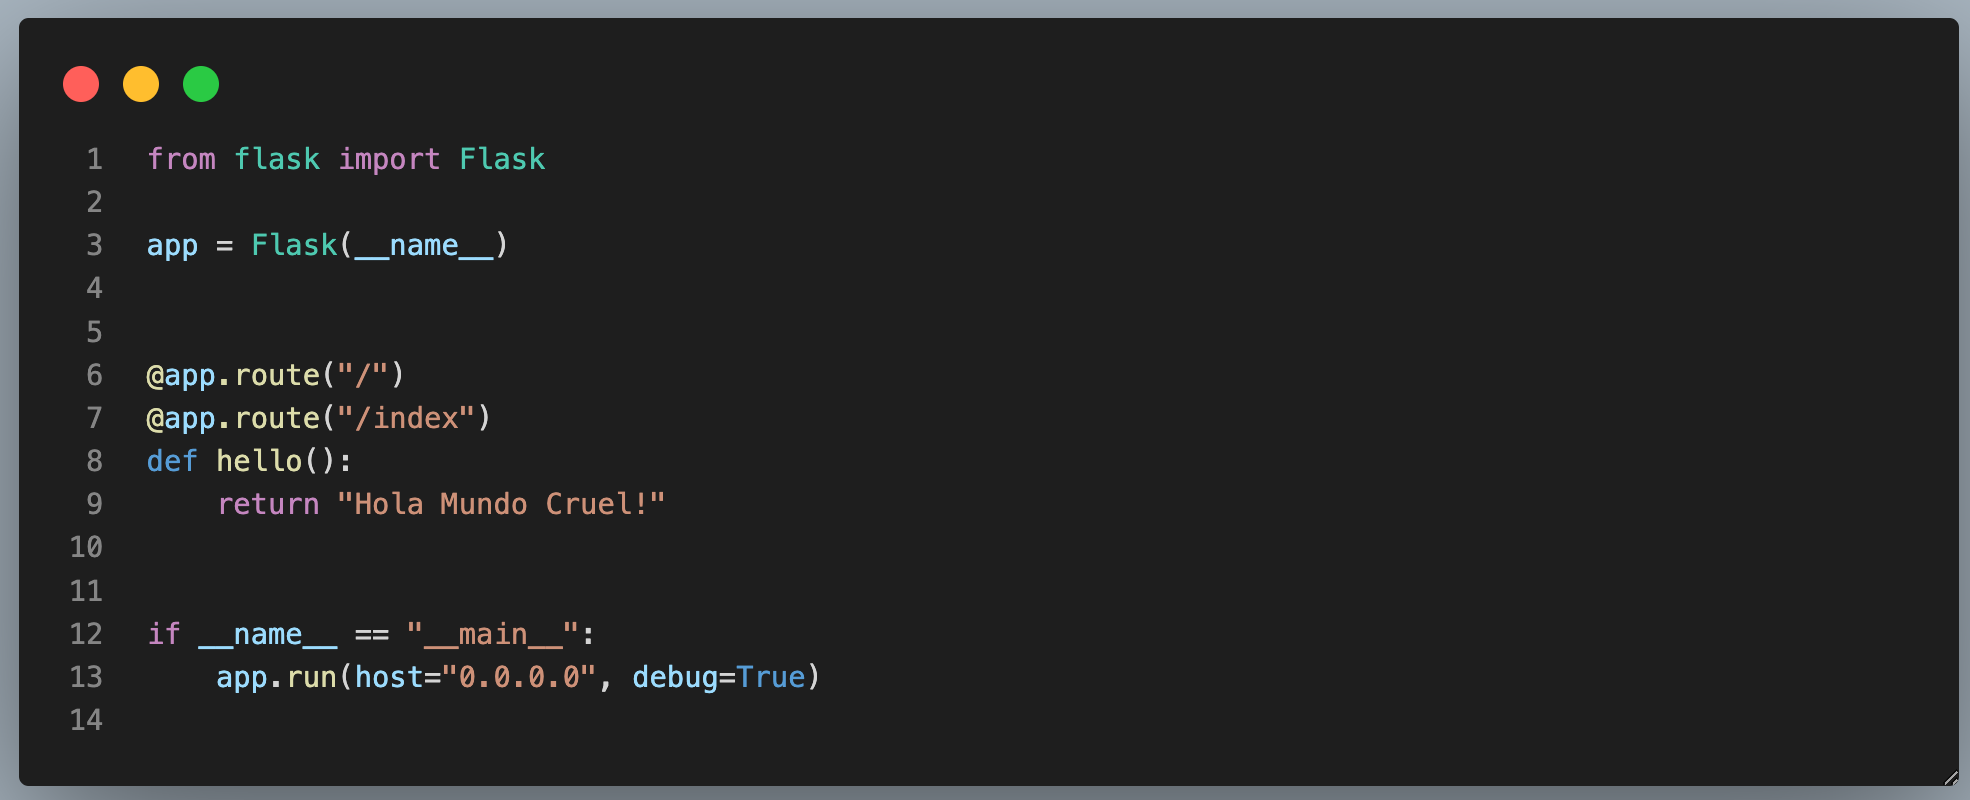 1 from flask import Flask
2
3 app = Flask(__name__)
4
5
6 @app.route("/")
7 @app.route("/index")
8 def hello():
9     return "Hola Mundo Cruel!"
10
11
12 if __name__ == "__main__":
13     app.run(host="0.0.0.0", debug=True)
14